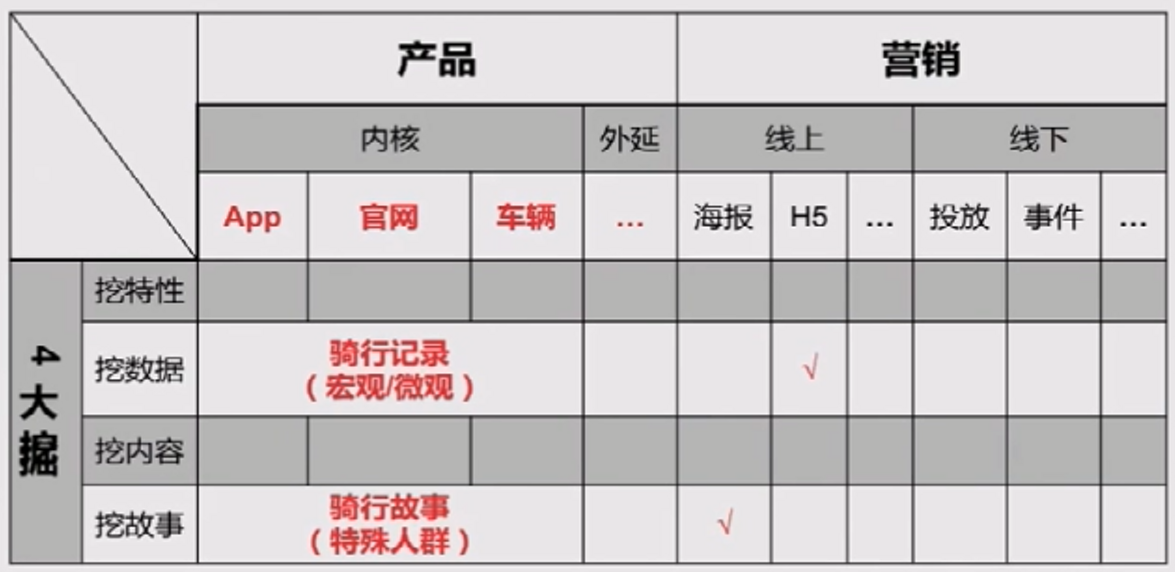 产品 营销
内核 外延 线上 线下
App 官网 车辆 … 海报 H5 … 投放 事件 …
4大掘
挖特性
挖数据 骑行记录 √
（宏观/微观）
挖内容
挖故事 骑行故事 √
（特殊人群）